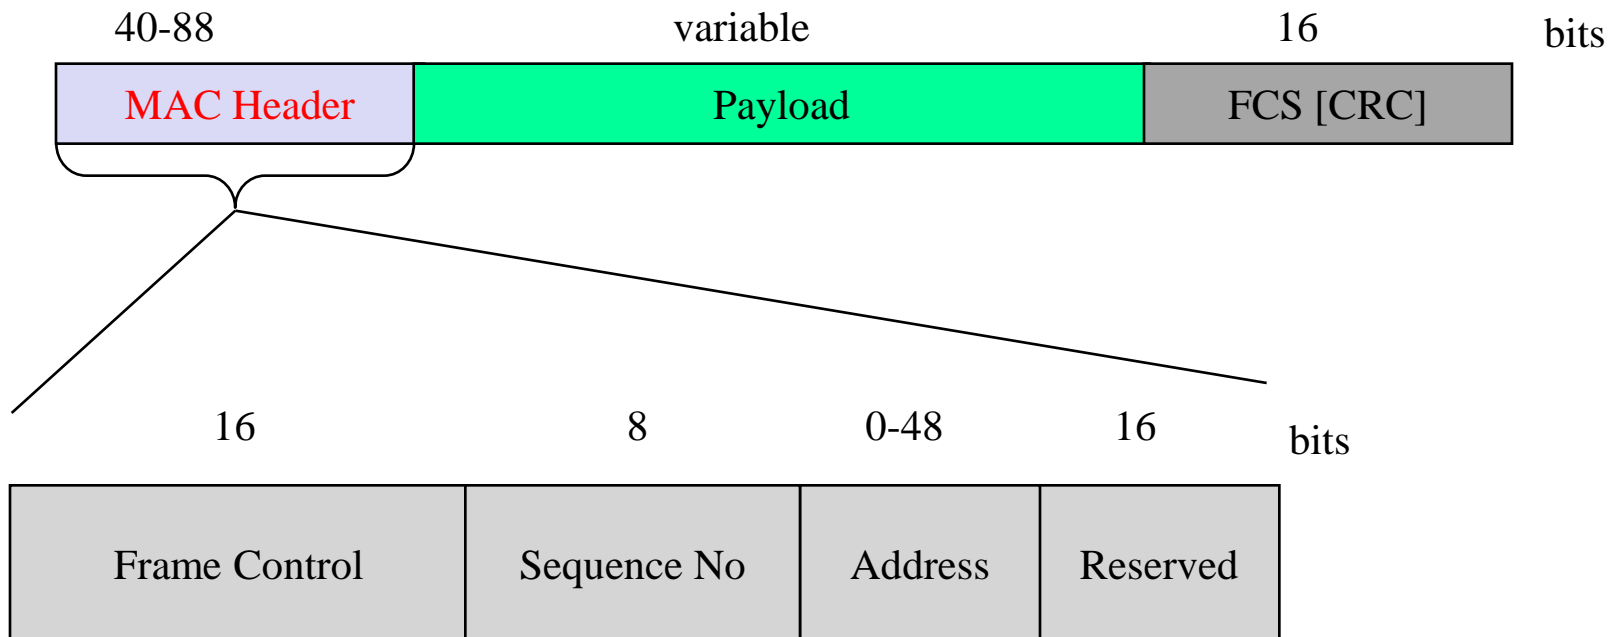 40-88 variable 16 bits
MAC Header Payload FCS [CRC]
16 8 0-48 16 bits
Frame Control Sequence No Address Reserved